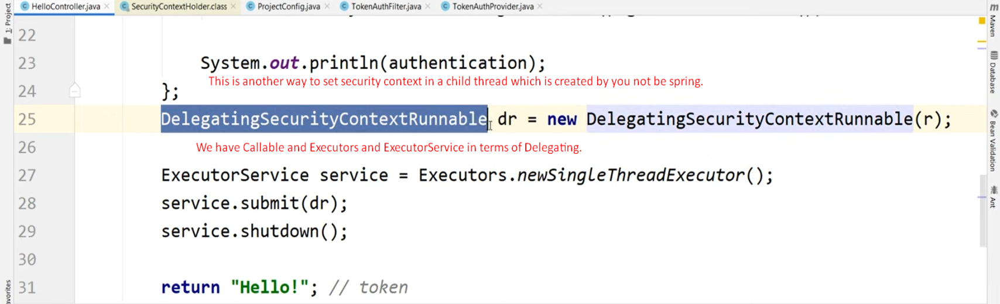 HelloController.java SecurityContextHolder.class ProjectConfig.java TokenAuthFilter.java TokenAuthProvider.java
1: Project
22
23 System.out.println(authentication);
This is another way to set security context in a child thread which is created by you not be spring.
24 };
25 DelegatingSecurityContextRunnable dr = new DelegatingSecurityContextRunnable(r);
26
We have Callable and Executors and ExecutorService in terms of Delegating.
27 ExecutorService service = Executors.newSingleThreadExecutor();
28 service.submit(dr);
29 service.shutdown();
30
31 return "Hello!"; // token
m
Maven
Database
Bean Validation
Ant